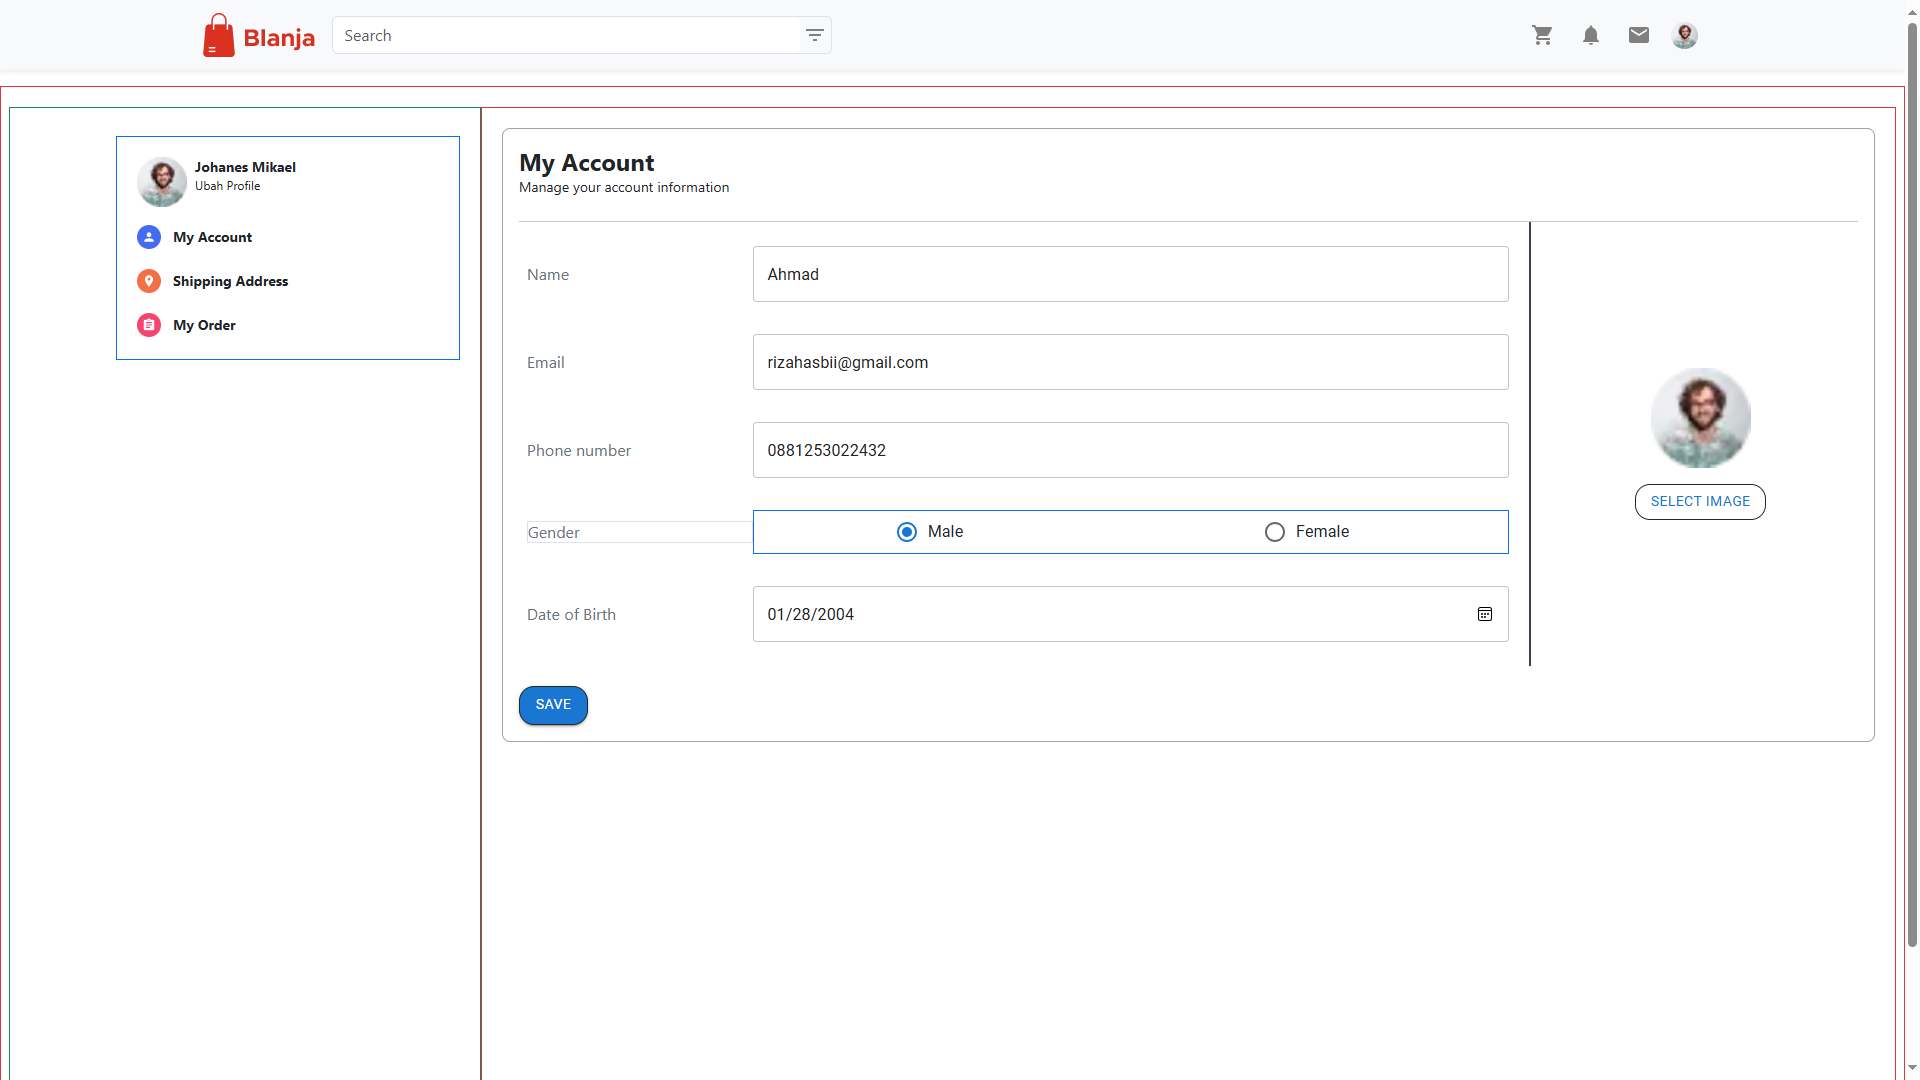 Blanja
Search
Johanes Mikael
Ubah Profile
My Account
Shipping Address
My Order
My Account
Manage your account information
Name
Ahmad
Email
rizahasbii@gmail.com
Phone number
0881253022432
Gender
Male
Female
Date of Birth
01/28/2004
SELECT IMAGE
SAVE